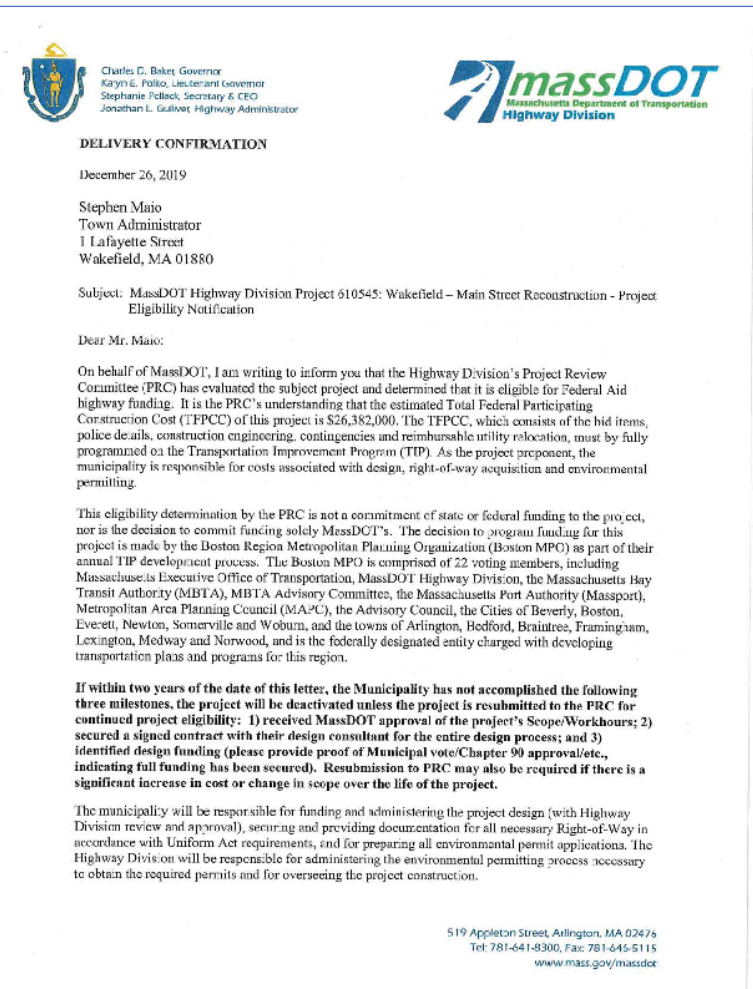 Charles D. Baker, Governor
Karyn E. Polito, Lieutenant Governor
Stephanie Pollack, Secretary & CEO
Jonathan L. Gulliver, Highway Administrator
massDOT
Massachusetts Department of Transportation
Highway Division
DELIVERY CONFIRMATION
December 26, 2019
Stephen Maio
Town Administrator
1 Lafayette Street
Wakefield, MA 01880
Subject: MassDOT Highway Division Project 610545: Wakefield – Main Street Reconstruction - Project
Eligibility Notification
Dear Mr. Maio:
On behalf of MassDOT, I am writing to inform you that the Highway Division's Project Review
Committee (PRC) has evaluated the subject project and determined that it is eligible for Federal Aid
highway funding. It is the PRC's understanding that the estimated Total Federal Participating
Construction Cost (TFPCC) of this project is $26,382,000. The TFPCC, which consists of the bid items,
police details, construction engineering, contingencies and reimbursable utility relocation, must by fully
programmed on the Transportation Improvement Program (TIP). As the project proponent, the
municipality is responsible for costs associated with design, right-of-way acquisition and environmental
permitting.
This eligibility determination by the PRC is not a commitment of state or federal funding to the project,
nor is the decision to commit funding solely MassDOT's. The decision to program funding for this
project is made by the Boston Region Metropolitan Planning Organization (Boston MPO) as part of their
annual TIP development process. The Boston MPO is comprised of 22 voting members, including
Massachusetts Executive Office of Transportation, MassDOT Highway Division, the Massachusetts Bay
Transit Authority (MBTA), MBTA Advisory Committee, the Massachusetts Port Authority (Massport),
Metropolitan Area Planning Council (MAPC), the Advisory Council, the Cities of Beverly, Boston,
Everett, Newton, Somerville and Woburn, and the towns of Arlington, Bedford, Braintree, Framingham,
Lexington, Medway and Norwood, and is the federally designated entity charged with developing
transportation plans and programs for this region.
If within two years of the date of this letter, the Municipality has not accomplished the following
three milestones, the project will be deactivated unless the project is resubmitted to the PRC for
continued project eligibility: 1) received MassDOT approval of the project's Scope/Workhours; 2)
secured a signed contract with their design consultant for the entire design process; and 3)
identified design funding (please provide proof of Municipal vote/Chapter 90 approval/etc.,
indicating full funding has been secured). Resubmission to PRC may also be required if there is a
significant increase in cost or change in scope over the life of the project.
The municipality will be responsible for funding and administering the project design (with Highway
Division review and approval), securing and providing documentation for all necessary Right-of-Way in
accordance with Uniform Act requirements, and for preparing all environmental permit applications. The
Highway Division will be responsible for administering the environmental permitting process necessary
to obtain the required permits and for overseeing the project construction.
519 Appleton Street, Arlington, MA 02476
Tel: 781-641-8300, Fax: 781-646-5115
www.mass.gov/massdot